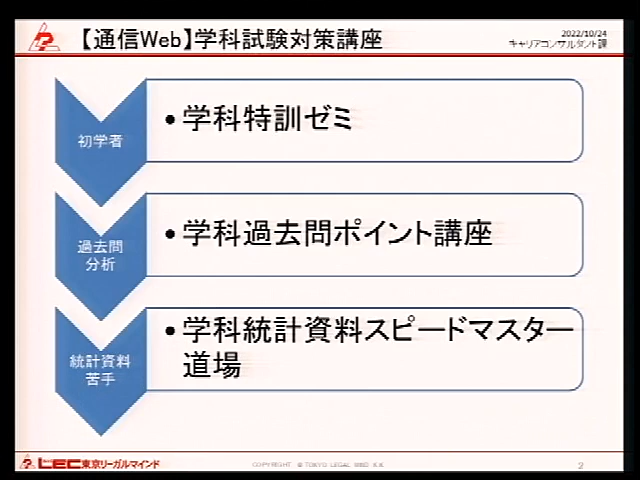 【通信Web】学科試験対策講座
2022/10/24
キャリアコンサルタント課
初学者
・学科特訓ゼミ
過去問
分析
・学科過去問ポイント講座
統計資料
苦手
・学科統計資料スピードマスター
道場
LEC東京リーガルマインド
COPYRIGHT © TOKYO LEGAL MIND K.K.
2